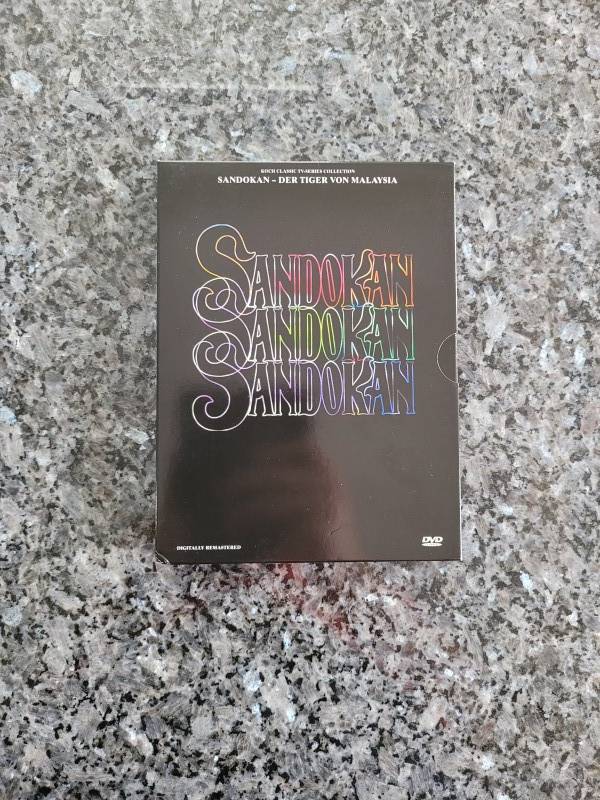 KOCH CLASSIC TV-SERIES COLLECTION
SANDOKAN – DER TIGER VON MALAYSIA
SANDOKAN
SANDOKAN
SANDOKAN
DIGITALLY REMASTERED
DVD